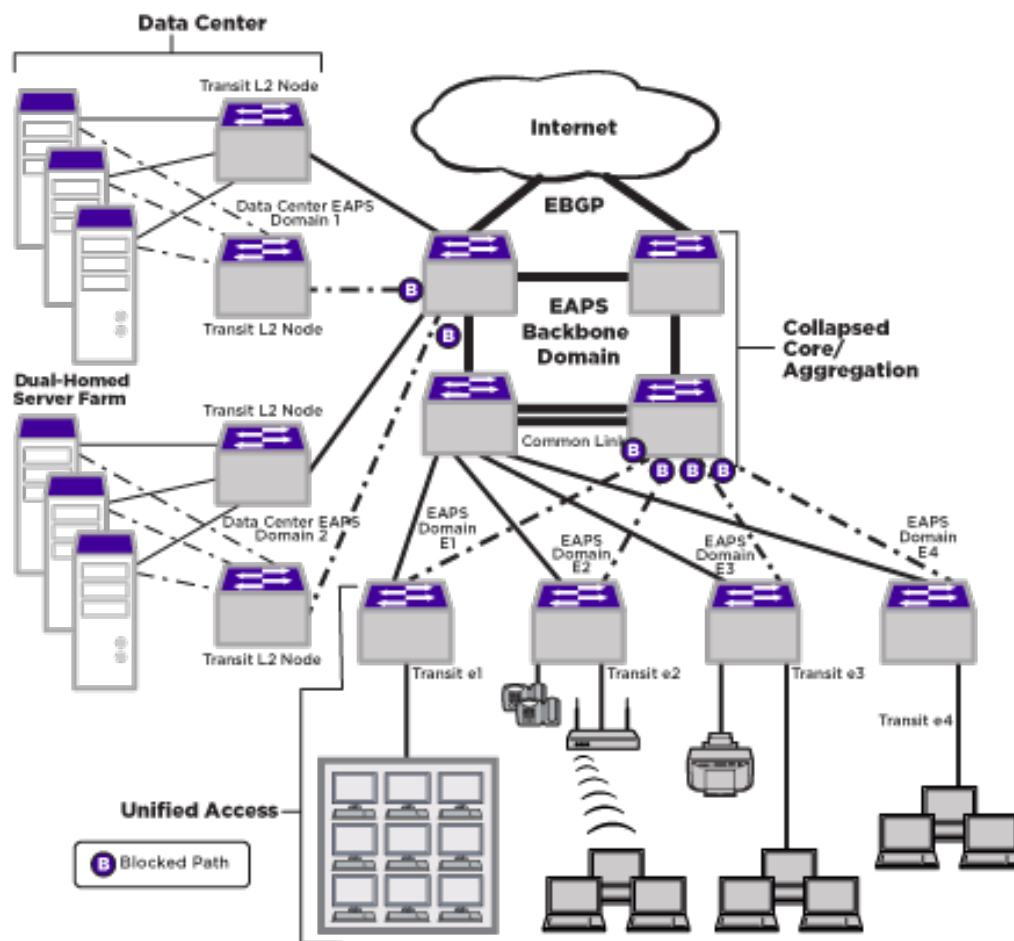 Data Center
Transit L2 Node
Internet
EBGP
Data Center EAPS
Domain 1
B
Transit L2 Node
B
EAPS
Backbone
Domain
Collapsed
Core/
Aggregation
Dual-Homed
Server Farm
Transit L2 Node
Common Link
B
B
B
B
Data Center EAPS
Domain 2
EAPS
Domain
E1
EAPS
Domain
E2
EAPS
Domain
E3
EAPS
Domain
E4
Transit L2 Node
Transit e1
Transit e2
Transit e3
Transit e4
Unified Access
B Blocked Path